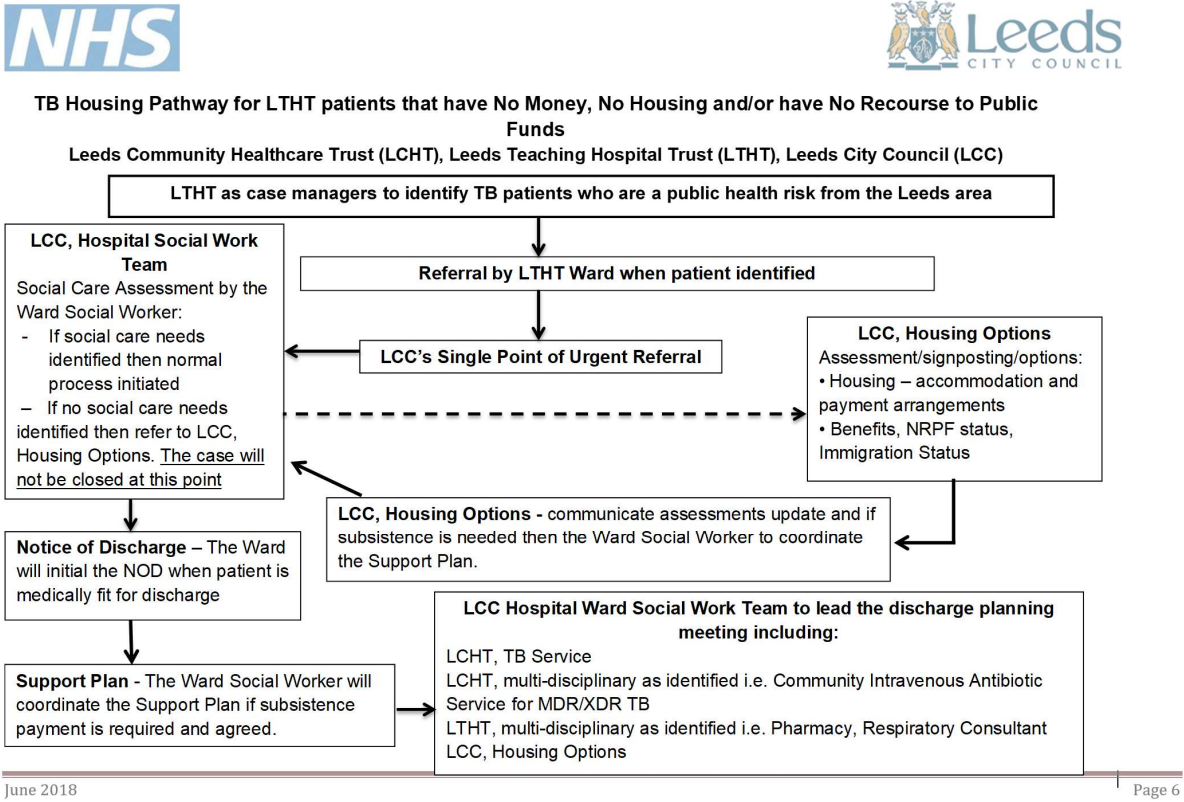 NHS
Leeds
CITY COUNCIL
TB Housing Pathway for LTHT patients that have No Money, No Housing and/or have No Recourse to Public
Funds
Leeds Community Healthcare Trust (LCHT), Leeds Teaching Hospital Trust (LTHT), Leeds City Council (LCC)
LTHT as case managers to identify TB patients who are a public health risk from the Leeds area
Referral by LTHT Ward when patient identified
LCC’s Single Point of Urgent Referral
LCC, Hospital Social Work
Team
Social Care Assessment by the
Ward Social Worker:
- If social care needs
identified then normal
process initiated
– If no social care needs
identified then refer to LCC,
Housing Options. The case will
not be closed at this point
LCC, Housing Options
Assessment/signposting/options:
• Housing – accommodation and
payment arrangements
• Benefits, NRPF status,
Immigration Status
LCC, Housing Options - communicate assessments update and if
subsistence is needed then the Ward Social Worker to coordinate
the Support Plan.
Notice of Discharge – The Ward
will initial the NOD when patient is
medically fit for discharge
Support Plan - The Ward Social Worker will
coordinate the Support Plan if subsistence
payment is required and agreed.
LCC Hospital Ward Social Work Team to lead the discharge planning
meeting including:
LCHT, TB Service
LCHT, multi-disciplinary as identified i.e. Community Intravenous Antibiotic
Service for MDR/XDR TB
LTHT, multi-disciplinary as identified i.e. Pharmacy, Respiratory Consultant
LCC, Housing Options
June 2018
Page 6